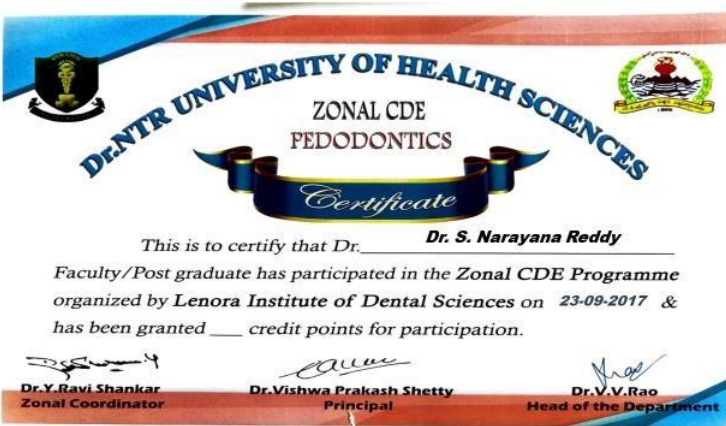 Dr.NTR UNIVERSITY OF HEALTH SCIENCES
ZONAL CDE
PEDODONTICS
Certificate
This is to certify that Dr. Dr. S. Narayana Reddy
Faculty/Post graduate has participated in the Zonal CDE Programme
organized by Lenora Institute of Dental Sciences on 23-09-2017 &
has been granted ___ credit points for participation.
Dr.Y.Ravi Shankar Dr.Vishwa Prakash Shetty Dr.V.V.Rao
Zonal Coordinator Principal Head of the Department